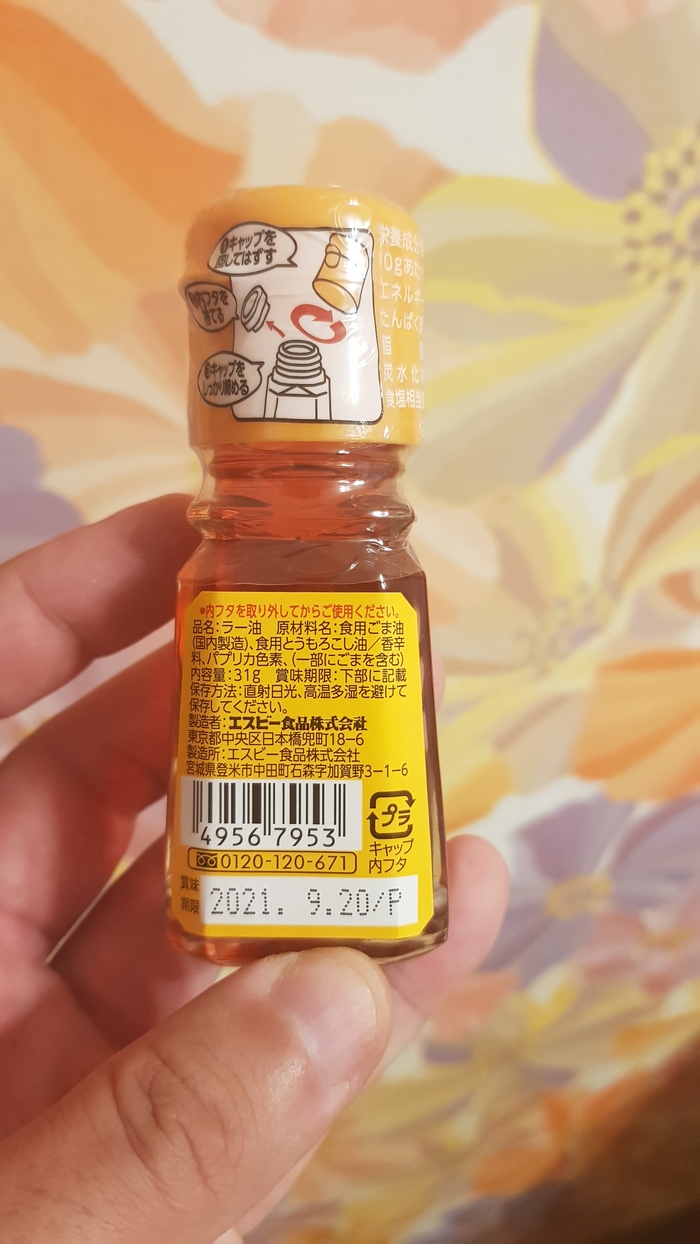 ①キャップを
回してはずす
②内フタを
捨てる
③キャップを
しっかり締める
栄養成分
10gあた
エネルギ
たんぱく
脂
炭水化
食塩相当
●内フタを取り外してからご使用ください。
品名:ラー油 原材料名:食用ごま油
(国内製造)、食用とうもろこし油/香辛
料、パプリカ色素、(一部にごまを含む)
内容量:31g 賞味期限:下部に記載
保存方法:直射日光、高温多湿を避けて
保存してください。
製造者:エスビー食品株式会社
東京都中央区日本橋兜町18-6
製造所:エスビー食品株式会社
宮城県登米市中田町石森字加賀野3-1-6
4956 7953
プラ
キャップ
内フタ
0120-120-671
賞味
期限
2021. 9.20/P